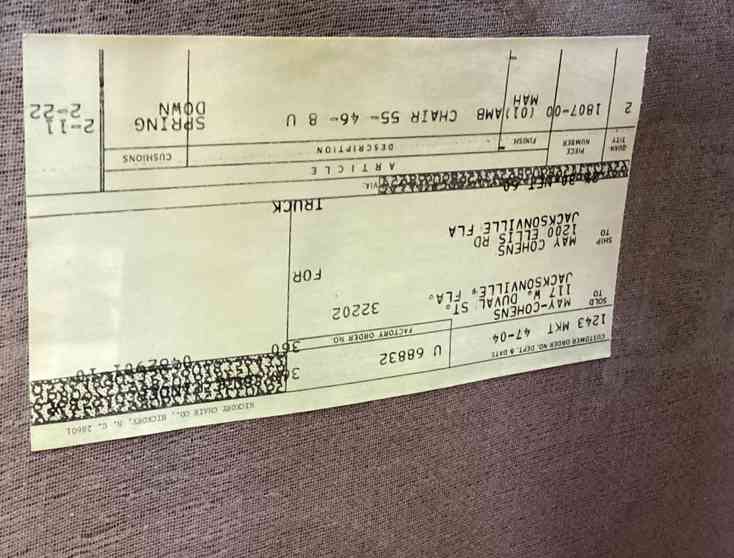 HICKORY CHAIR CO., HICKORY, N. C. 28601
CUSTOMER ORDER NO. DEPT. & DATE
1243 MKT 47-04
FACTORY ORDER NO.
U 68832
360
SOLD TO
MAY-COHENS
117 W. DUVAL ST.
JACKSONVILLE, FLA.
32202
FOR
SHIP TO
MAY COHENS
1200 ELLIS RD
JACKSONVILLE FLA
TRUCK
VIA:
QUAN TITY
PIECE NUMBER
FINISH
ARTICLE
DESCRIPTION
CUSHIONS
2 1807-00 (01)AMB CHAIR 55-46-8 U SPRING 2-11
MAH DOWN 2-22